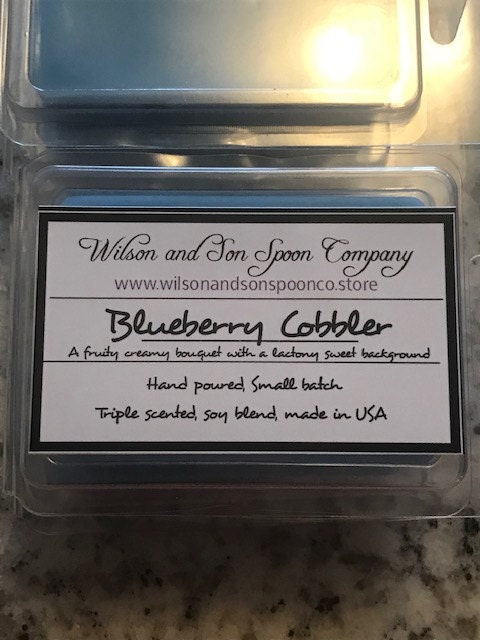 Wilson and Son Spoon Company
www.wilsonandsonspoonco.store
Blueberry Cobbler
A fruity creamy bouquet with a lactony sweet background
Hand poured, Small batch
Triple scented, soy blend, made in USA